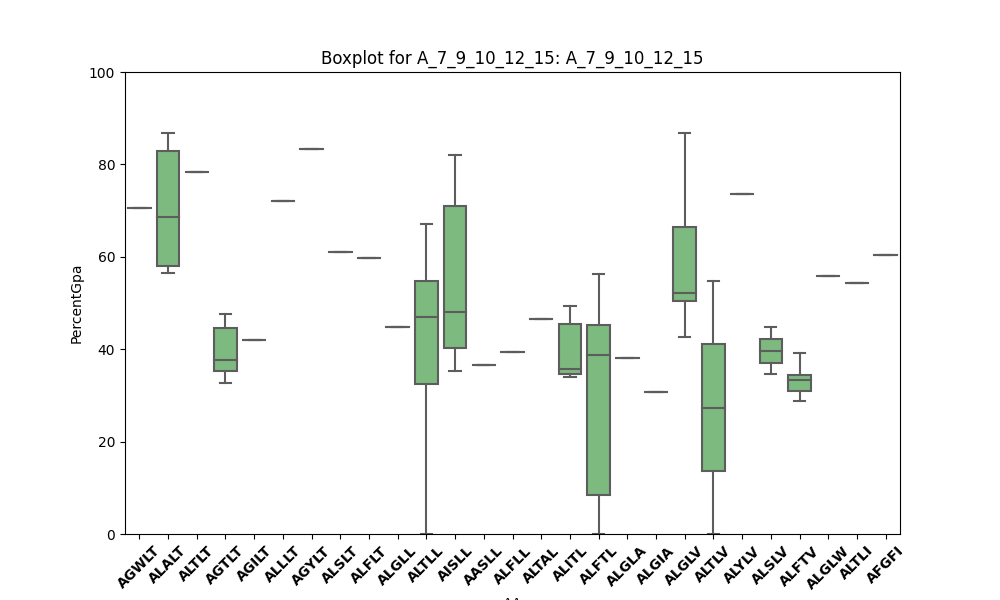 Boxplot for A_7_9_10_12_15: A_7_9_10_12_15
PercentGpa
100
80
60
40
20
0
AGWLT
ALALT
ALTLT
AGTLT
AGILT
ALLLT
AGYLT
ALSLT
ALFLT
ALGLL
ALTLL
AISLL
AASLL
ALFLL
ALTAL
ALITL
ALFTL
ALGLA
ALGIA
ALGLV
ALTLV
ALYLV
ALSLV
ALFTV
ALGLW
ALTLI
AFGFI